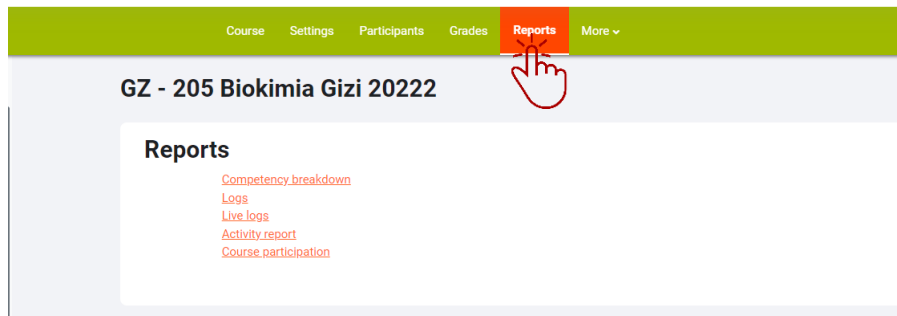 Course Settings Participants Grades Reports More
GZ - 205 Biokimia Gizi 20222
Reports
Competency breakdown
Logs
Live logs
Activity report
Course participation